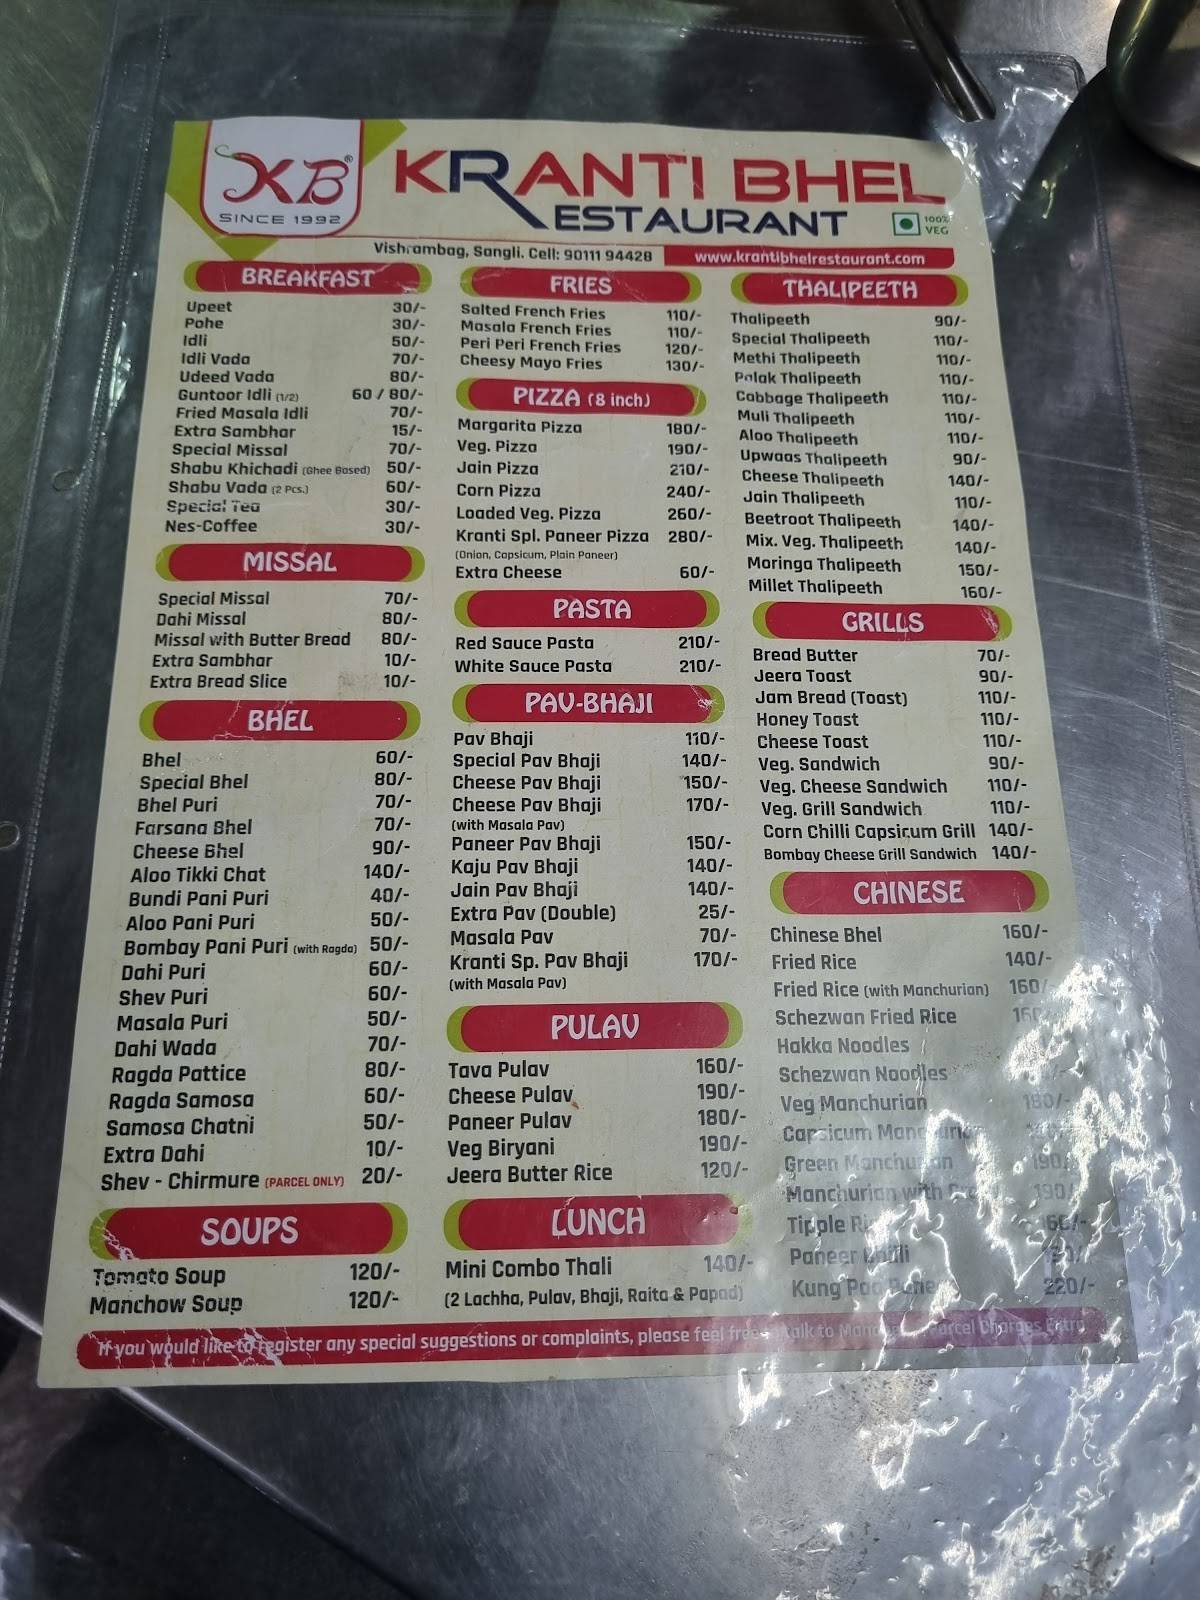 KB®
SINCE 1992
KRANTI BHEL
RESTAURANT
100% VEG
Vishrambag, Sangli. Cell: 90111 94428
www.krantibhelrestaurant.com
BREAKFAST
Upeet 30/-
Pohe 30/-
Idli 50/-
Idli Vada 70/-
Udeed Vada 80/-
Guntoor Idli (1/2) 60 / 80/-
Fried Masala Idli 70/-
Extra Sambhar 15/-
Special Missal 70/-
Shabu Khichadi (Ghee Based) 50/-
Shabu Vada (2 Pcs.) 60/-
Special Tea 30/-
Nes-Coffee 30/-
MISSAL
Special Missal 70/-
Dahi Missal 80/-
Missal with Butter Bread 80/-
Extra Sambhar 10/-
Extra Bread Slice 10/-
BHEL
Bhel 60/-
Special Bhel 80/-
Bhel Puri 70/-
Farsana Bhel 70/-
Cheese Bhel 90/-
Aloo Tikki Chat 140/-
Bundi Pani Puri 40/-
Aloo Pani Puri 50/-
Bombay Pani Puri (with Ragda) 50/-
Dahi Puri 60/-
Shev Puri 60/-
Masala Puri 50/-
Dahi Wada 70/-
Ragda Pattice 80/-
Ragda Samosa 60/-
Samosa Chatni 50/-
Extra Dahi 10/-
Shev - Chirmure (PARCEL ONLY) 20/-
SOUPS
Tomato Soup 120/-
Manchow Soup 120/-
FRIES
Salted French Fries 110/-
Masala French Fries 110/-
Peri Peri French Fries 120/-
Cheesy Mayo Fries 130/-
PIZZA (8 inch)
Margarita Pizza 180/-
Veg. Pizza 190/-
Jain Pizza 210/-
Corn Pizza 240/-
Loaded Veg. Pizza 260/-
Kranti Spl. Paneer Pizza 280/-
(Onion, Capsicum, Plain Paneer)
Extra Cheese 60/-
PASTA
Red Sauce Pasta 210/-
White Sauce Pasta 210/-
PAV-BHAJI
Pav Bhaji 110/-
Special Pav Bhaji 140/-
Cheese Pav Bhaji 150/-
Cheese Pav Bhaji 170/-
(with Masala Pav)
Paneer Pav Bhaji 150/-
Kaju Pav Bhaji 140/-
Jain Pav Bhaji 140/-
Extra Pav (Double) 25/-
Masala Pav 70/-
Kranti Sp. Pav Bhaji 170/-
(with Masala Pav)
PULAV
Tava Pulav 160/-
Cheese Pulav 190/-
Paneer Pulav 180/-
Veg Biryani 190/-
Jeera Butter Rice 120/-
LUNCH
Mini Combo Thali 140/-
(2 Lachha, Pulav, Bhaji, Raita & Papad)
THALIPEETH
Thalipeeth 90/-
Special Thalipeeth 110/-
Methi Thalipeeth 110/-
Palak Thalipeeth 110/-
Cabbage Thalipeeth 110/-
Muli Thalipeeth 110/-
Aloo Thalipeeth 110/-
Upwaas Thalipeeth 90/-
Cheese Thalipeeth 140/-
Jain Thalipeeth 110/-
Beetroot Thalipeeth 140/-
Mix. Veg. Thalipeeth 140/-
Moringa Thalipeeth 150/-
Millet Thalipeeth 160/-
GRILLS
Bread Butter 70/-
Jeera Toast 90/-
Jam Bread (Toast) 110/-
Honey Toast 110/-
Cheese Toast 110/-
Veg. Sandwich 90/-
Veg. Cheese Sandwich 110/-
Veg. Grill Sandwich 110/-
Corn Chilli Capsicum Grill 140/-
Bombay Cheese Grill Sandwich 140/-
CHINESE
Chinese Bhel 160/-
Fried Rice 140/-
Fried Rice (with Manchurian) 160/-
Schezwan Fried Rice
Hakka Noodles
Schezwan Noodles
Veg Manchurian
Capsicum Manchurian
Green Manchurian 190/-
Manchurian with 190/-
Tipple
Paneer Chilli
Kung Pao 220/-
If you would like to register any special suggestions or complaints, please feel free talk to Parcel Charges Extra